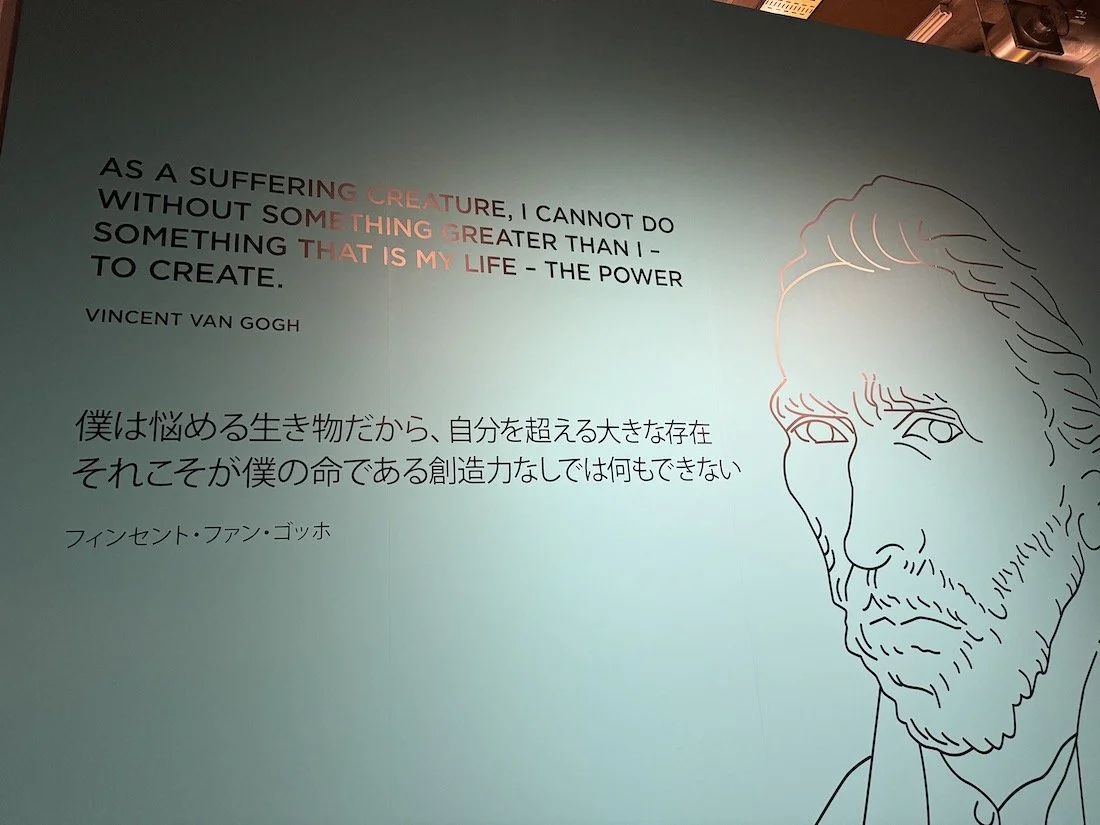 AS A SUFFERING CREATURE, I CANNOT DO
WITHOUT SOMETHING GREATER THAN I –
SOMETHING THAT IS MY LIFE – THE POWER
TO CREATE.
VINCENT VAN GOGH
僕は悩める生き物だから、自分を超える大きな存在
それこそが僕の命である創造力なしでは何もできない
フィンセント・ファン・ゴッホ